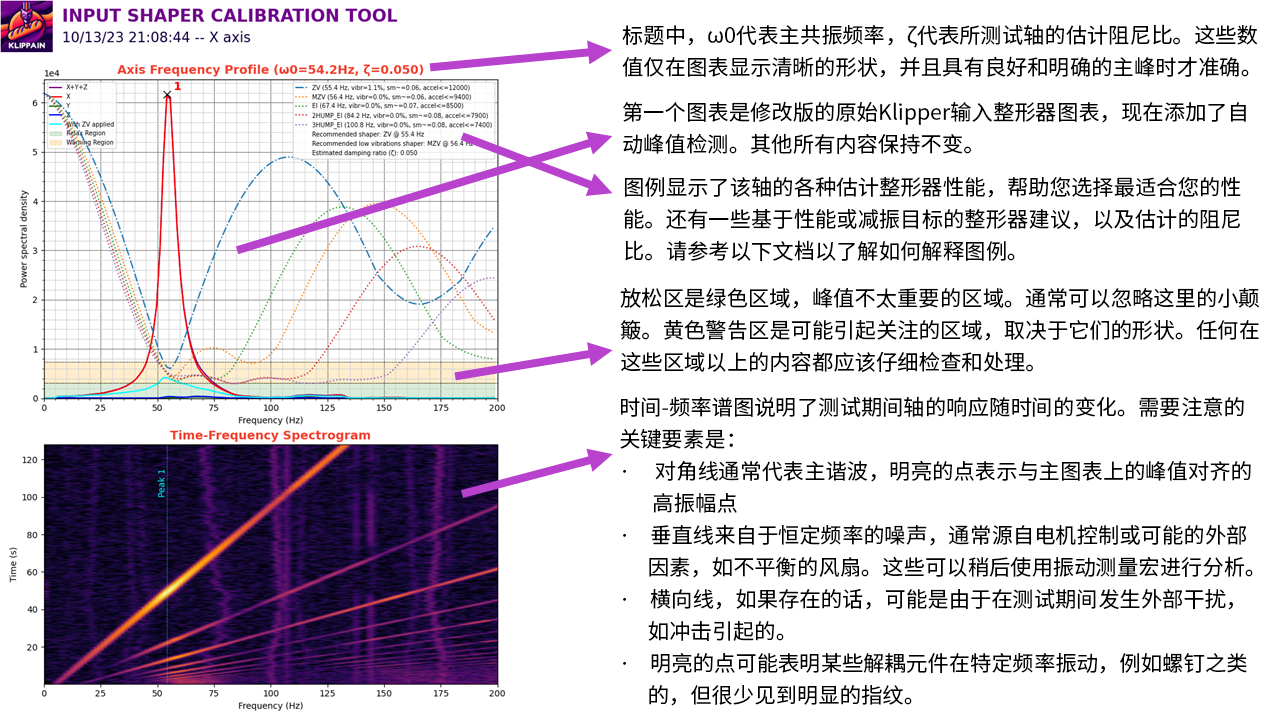 KLIPPAIN
INPUT SHAPER CALIBRATION TOOL
10/13/23 21:08:44 -- X axis
Axis Frequency Profile (ω0=54.2Hz, ζ=0.050)
1e4
1
X+Y+Z
X
Y
With ZV applied
Relax Region
Warning Region
ZV (55.4 Hz, vibr=1.1%, sm~=0.06, accel<=12000)
MZV (56.4 Hz, vibr=0.0%, sm~=0.06, accel<=9400)
EI (67.4 Hz, vibr=0.0%, sm~=0.07, accel<=8500)
2HUMP_EI (84.2 Hz, vibr=0.0%, sm~=0.08, accel<=7900)
3HUMP_EI (100.8 Hz, vibr=0.0%, sm~=0.08, accel<=7400)
Recommended shaper: ZV @ 55.4 Hz
Recommended low vibrations shaper: MZV @ 56.4
Estimated damping ratio (ζ): 0.050
Power spectral density
6
5
4
3
2
1
0
0 25 50 75 100 125 150 175 200
Frequency (Hz)
Time-Frequency Spectrogram
Peak 1
Time (s)
120
100
80
60
40
20
0 25 50 75 100 125 150 175 200
Frequency (Hz)
标题中，ω0代表主共振频率，ζ代表所测试轴的估计阻尼比。这些数
值仅在图表显示清晰的形状，并且具有良好和明确的主峰时才准确。
第一个图表是修改版的原始Klipper输入整形器图表，现在添加了自
动峰值检测。其他所有内容保持不变。
图例显示了该轴的各种估计整形器性能，帮助您选择最适合您的性
能。还有一些基于性能或减振目标的整形器建议，以及估计的阻尼
比。请参考以下文档以了解如何解释图例。
放松区是绿色区域，峰值不太重要的区域。通常可以忽略这里的小颠
簸。黄色警告区是可能引起关注的区域，取决于它们的形状。任何在
这些区域以上的内容都应该仔细检查和处理。
时间-频率谱图说明了测试期间轴的响应随时间的变化。需要注意的
关键要素是：
· 对角线通常代表主谐波，明亮的点表示与主图表上的峰值对齐的
高振幅点
· 垂直线来自于恒定频率的噪声，通常源自电机控制或可能的外部
因素，如不平衡的风扇。这些可以稍后使用振动测量宏进行分析。
· 横向线，如果存在的话，可能是由于在测试期间发生外部干扰，
如冲击引起的。
· 明亮的点可能表明某些解耦元件在特定频率振动，例如螺钉之类
的，但很少见到明显的指纹。